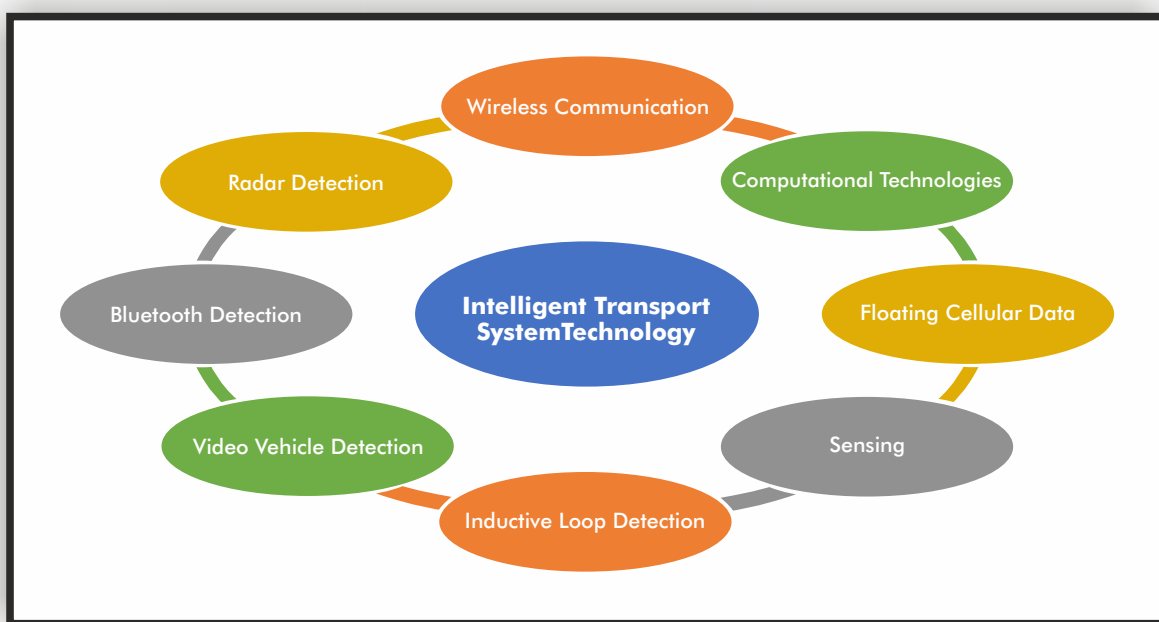 Wireless Communication
Radar Detection
Computational Technologies
Bluetooth Detection
Intelligent Transport
SystemTechnology
Floating Cellular Data
Video Vehicle Detection
Sensing
Inductive Loop Detection